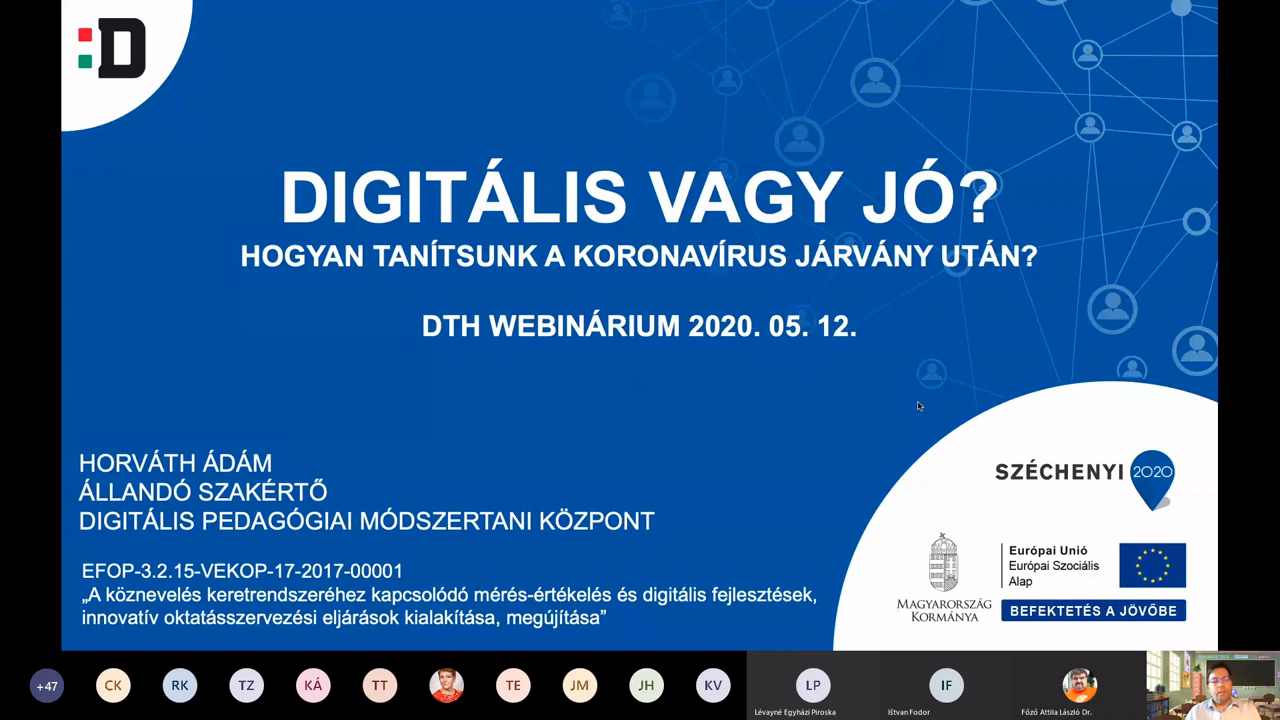 :D
DIGITÁLIS VAGY JÓ?
HOGYAN TANÍTSUNK A KORONAVÍRUS JÁRVÁNY UTÁN?
DTH WEBINÁRIUM 2020. 05. 12.
HORVÁTH ÁDÁM
ÁLLANDÓ SZAKÉRTŐ
DIGITÁLIS PEDAGÓGIAI MÓDSZERTANI KÖZPONT
EFOP-3.2.15-VEKOP-17-2017-00001
„A köznevelés keretrendszeréhez kapcsolódó mérés-értékelés és digitális fejlesztések,
innovatív oktatásszervezési eljárások kialakítása, megújítása”
SZÉCHENYI 2020
MAGYARORSZÁG
KORMÁNYA
Európai Unió
Európai Szociális
Alap
BEFEKTETÉS A JÖVŐBE
+47
CK
RK
TZ
KÁ
TT
TE
JM
JH
KV
LP
Lévayné Egyházi Piroska
IF
IStvan Fodor
Főző Attila László Dr.